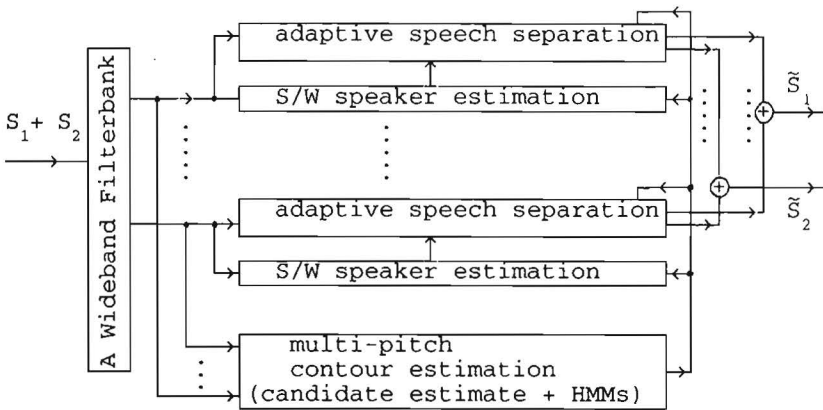 adaptive speech separation
S/W speaker estimation
S₁+ S₂
A Wideband Filterbank
S̃₁
S̃₂
adaptive speech separation
S/W speaker estimation
multi-pitch
contour estimation
(candidate estimate + HMMs)